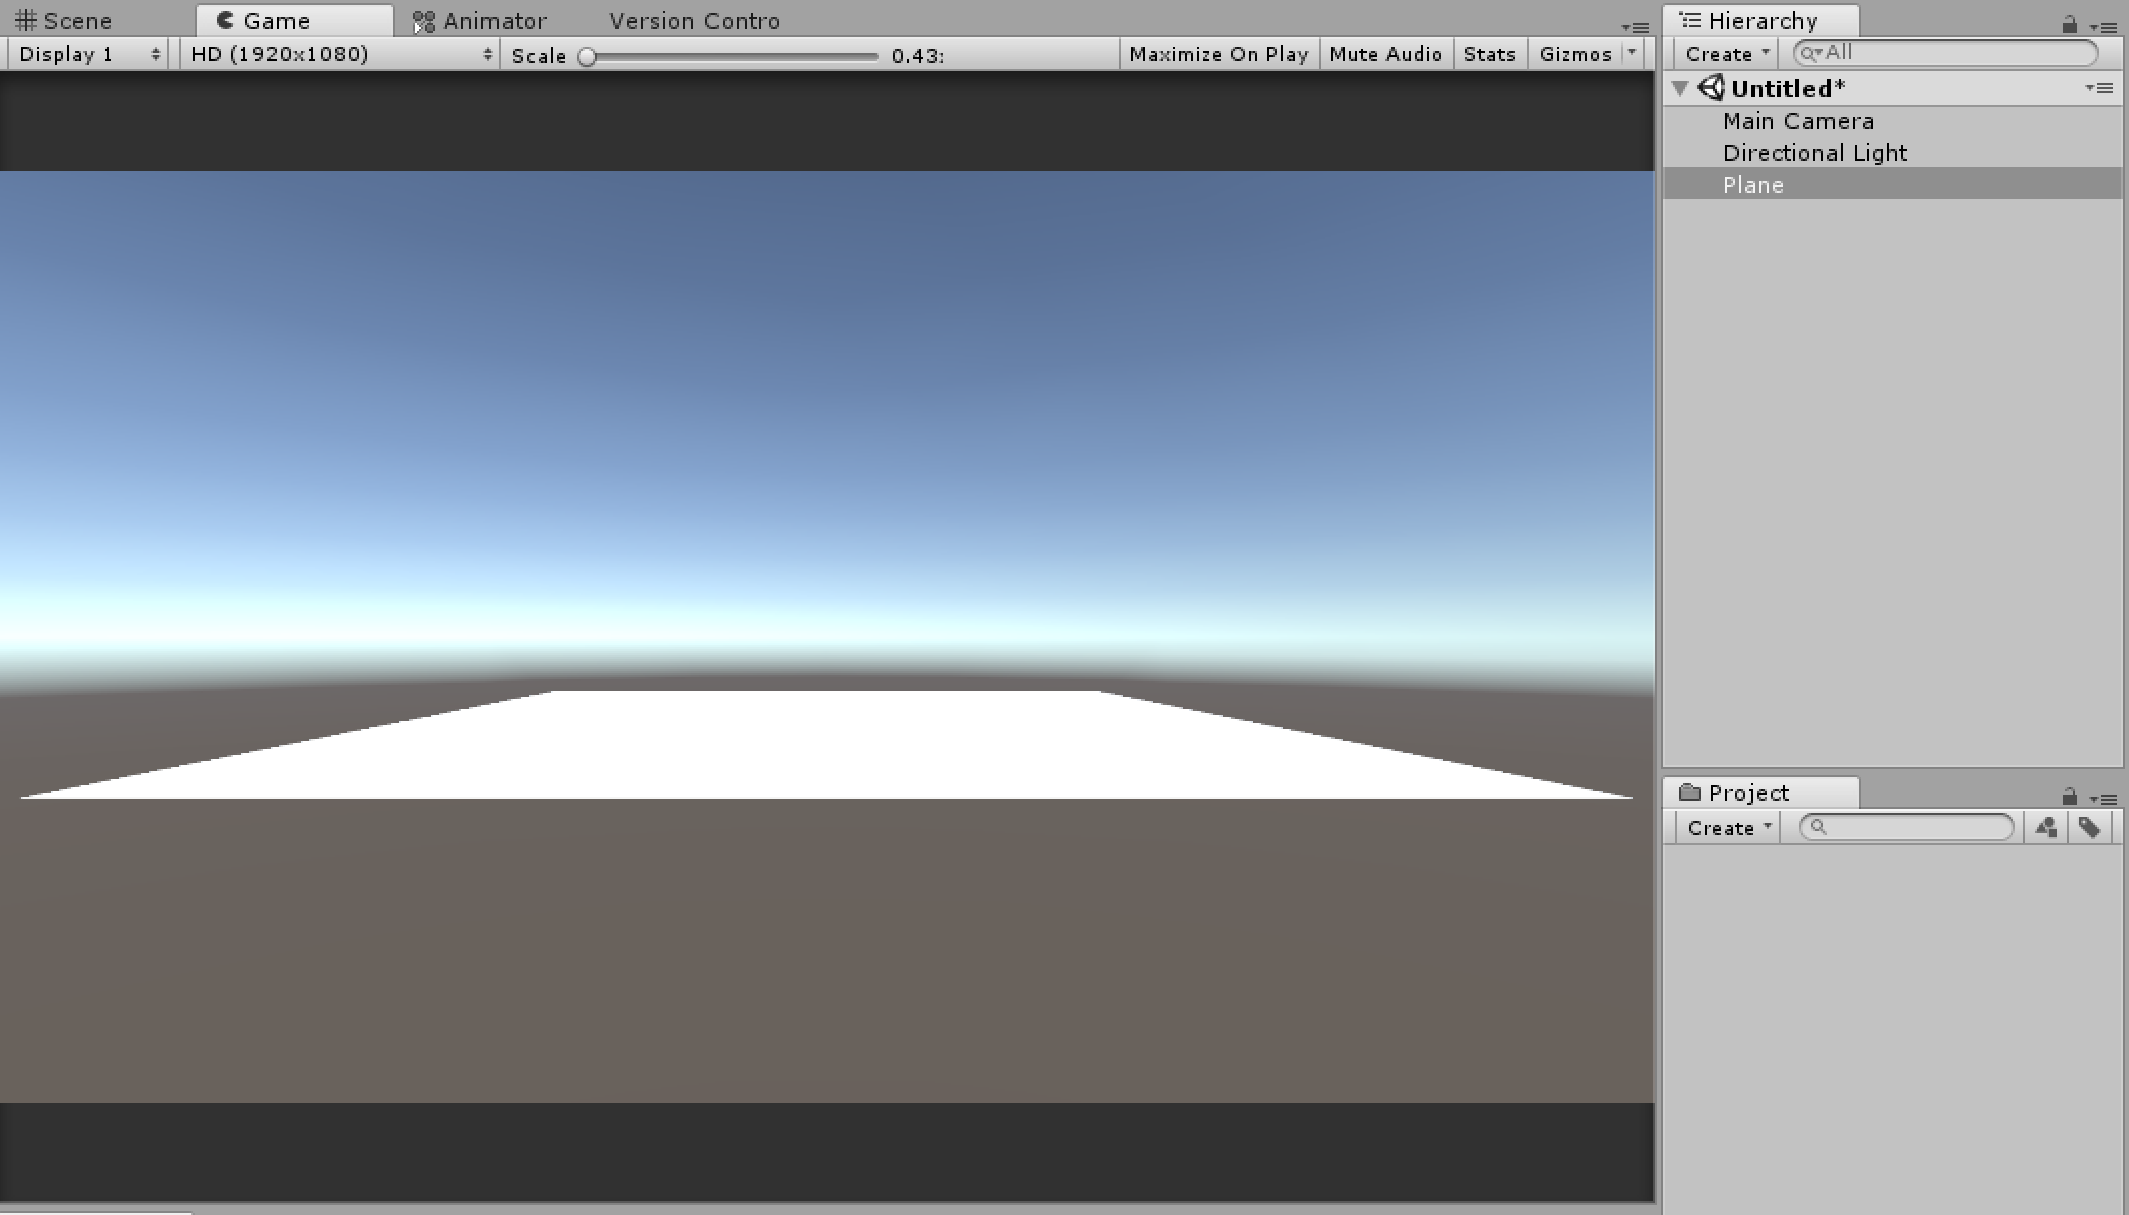 Scene Game Animator Version Contro
Display 1 HD (1920x1080) Scale 0.43: Maximize On Play Mute Audio Stats Gizmos
Hierarchy
Create All
Untitled*
Main Camera
Directional Light
Plane
Project
Create